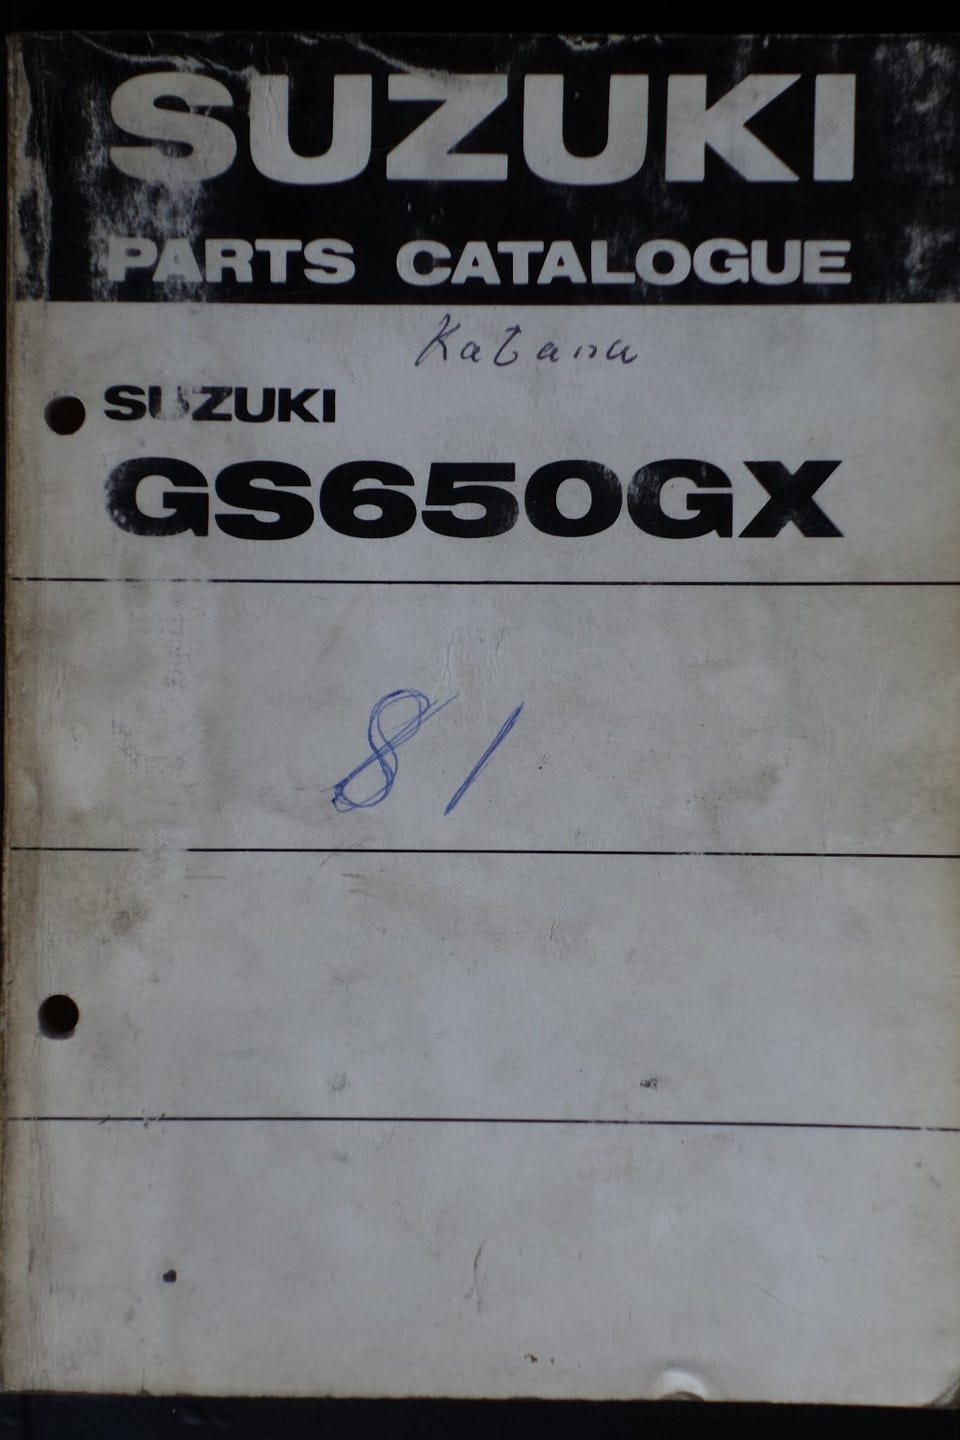 SUZUKI
PARTS CATALOGUE
Katana
SUZUKI
GS650GX
81